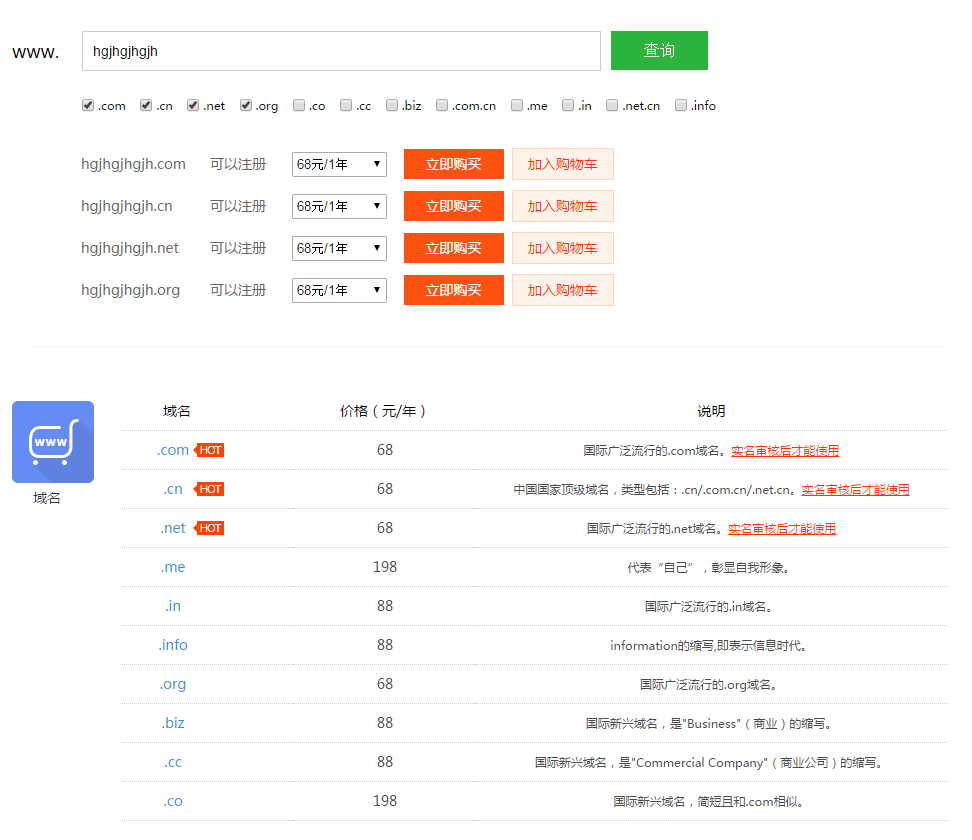 www. hgjhgjhgjh 查询
.com .cn .net .org .co .cc .biz .com.cn .me .in .net.cn .info
hgjhgjhgjh.com 可以注册 68元/1年 立即购买 加入购物车
hgjhgjhgjh.cn 可以注册 68元/1年 立即购买 加入购物车
hgjhgjhgjh.net 可以注册 68元/1年 立即购买 加入购物车
hgjhgjhgjh.org 可以注册 68元/1年 立即购买 加入购物车
www
域名
域名 价格（元/年） 说明
.com HOT 68 国际广泛流行的.com域名。实名审核后才能使用
.cn HOT 68 中国国家顶级域名，类型包括：.cn/.com.cn/.net.cn。实名审核后才能使用
.net HOT 68 国际广泛流行的.net域名。实名审核后才能使用
.me 198 代表“自己”，彰显自我形象。
.in 88 国际广泛流行的.in域名。
.info 88 information的缩写,即表示信息时代。
.org 68 国际广泛流行的.org域名。
.biz 88 国际新兴域名，是"Business"（商业）的缩写。
.cc 88 国际新兴域名，是"Commercial Company"（商业公司）的缩写。
.co 198 国际新兴域名，简短且和.com相似。